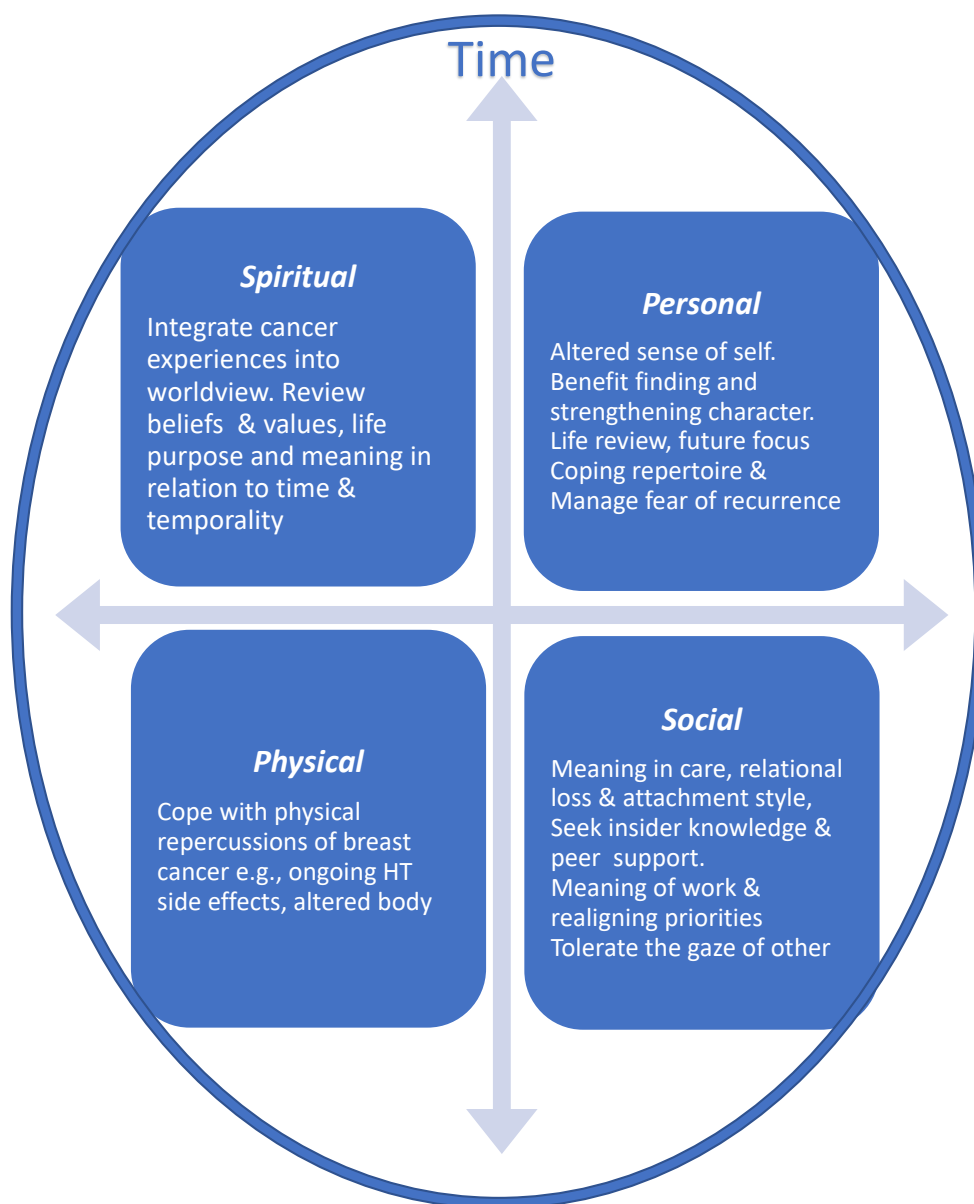 Time
Spiritual
Integrate cancer
experiences into
worldview. Review
beliefs  & values, life
purpose and meaning in
relation to time &
temporality
Personal
Altered sense of self.
Benefit finding and
strengthening character.
Life review, future focus
Coping repertoire &
Manage fear of recurrence
Physical
Cope with physical
repercussions of breast
cancer e.g., ongoing HT
side effects, altered body
Social
Meaning in care, relational
loss & attachment style,
Seek insider knowledge &
peer  support.
Meaning of work &
realigning priorities
Tolerate the gaze of other